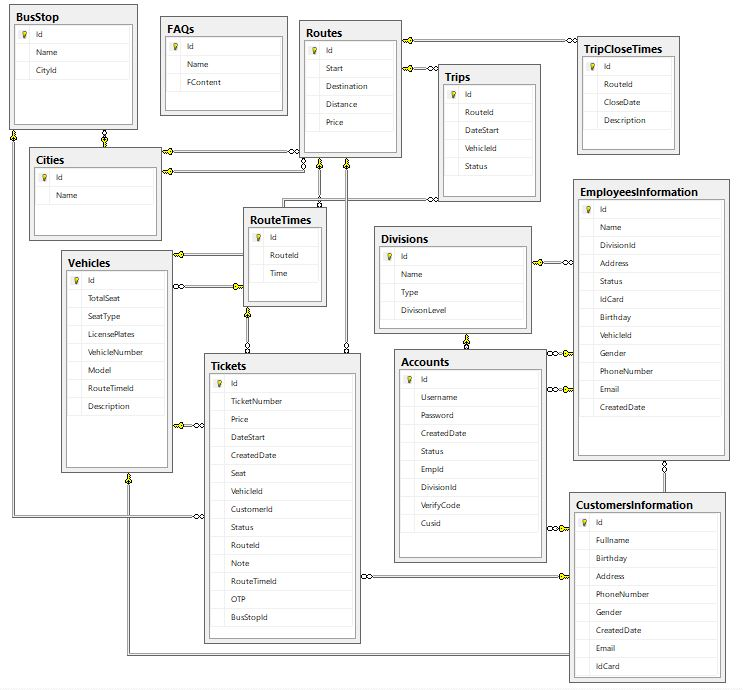 BusStop
Id
Name
CityId
FAQs
Id
Name
FContent
Routes
Id
Start
Destination
Distance
Price
TripCloseTimes
Id
RouteId
CloseDate
Description
Trips
Id
RouteId
DateStart
VehicleId
Status
Cities
Id
Name
RouteTimes
Id
RouteId
Time
EmployeesInformation
Id
Name
DivisionId
Address
Status
IdCard
Birthday
VehicleId
Gender
PhoneNumber
Email
CreatedDate
Divisions
Id
Name
Type
DivisonLevel
Vehicles
Id
TotalSeat
SeatType
LicensePlates
VehicleNumber
Model
RouteTimeId
Description
Tickets
Id
TicketNumber
Price
DateStart
CreatedDate
Seat
VehicleId
CustomerId
Status
RouteId
Note
RouteTimeId
OTP
BusStopId
Accounts
Id
Username
Password
CreatedDate
Status
EmpId
DivisionId
VerifyCode
Cusid
CustomersInformation
Id
Fullname
Birthday
Address
PhoneNumber
Gender
CreatedDate
Email
IdCard